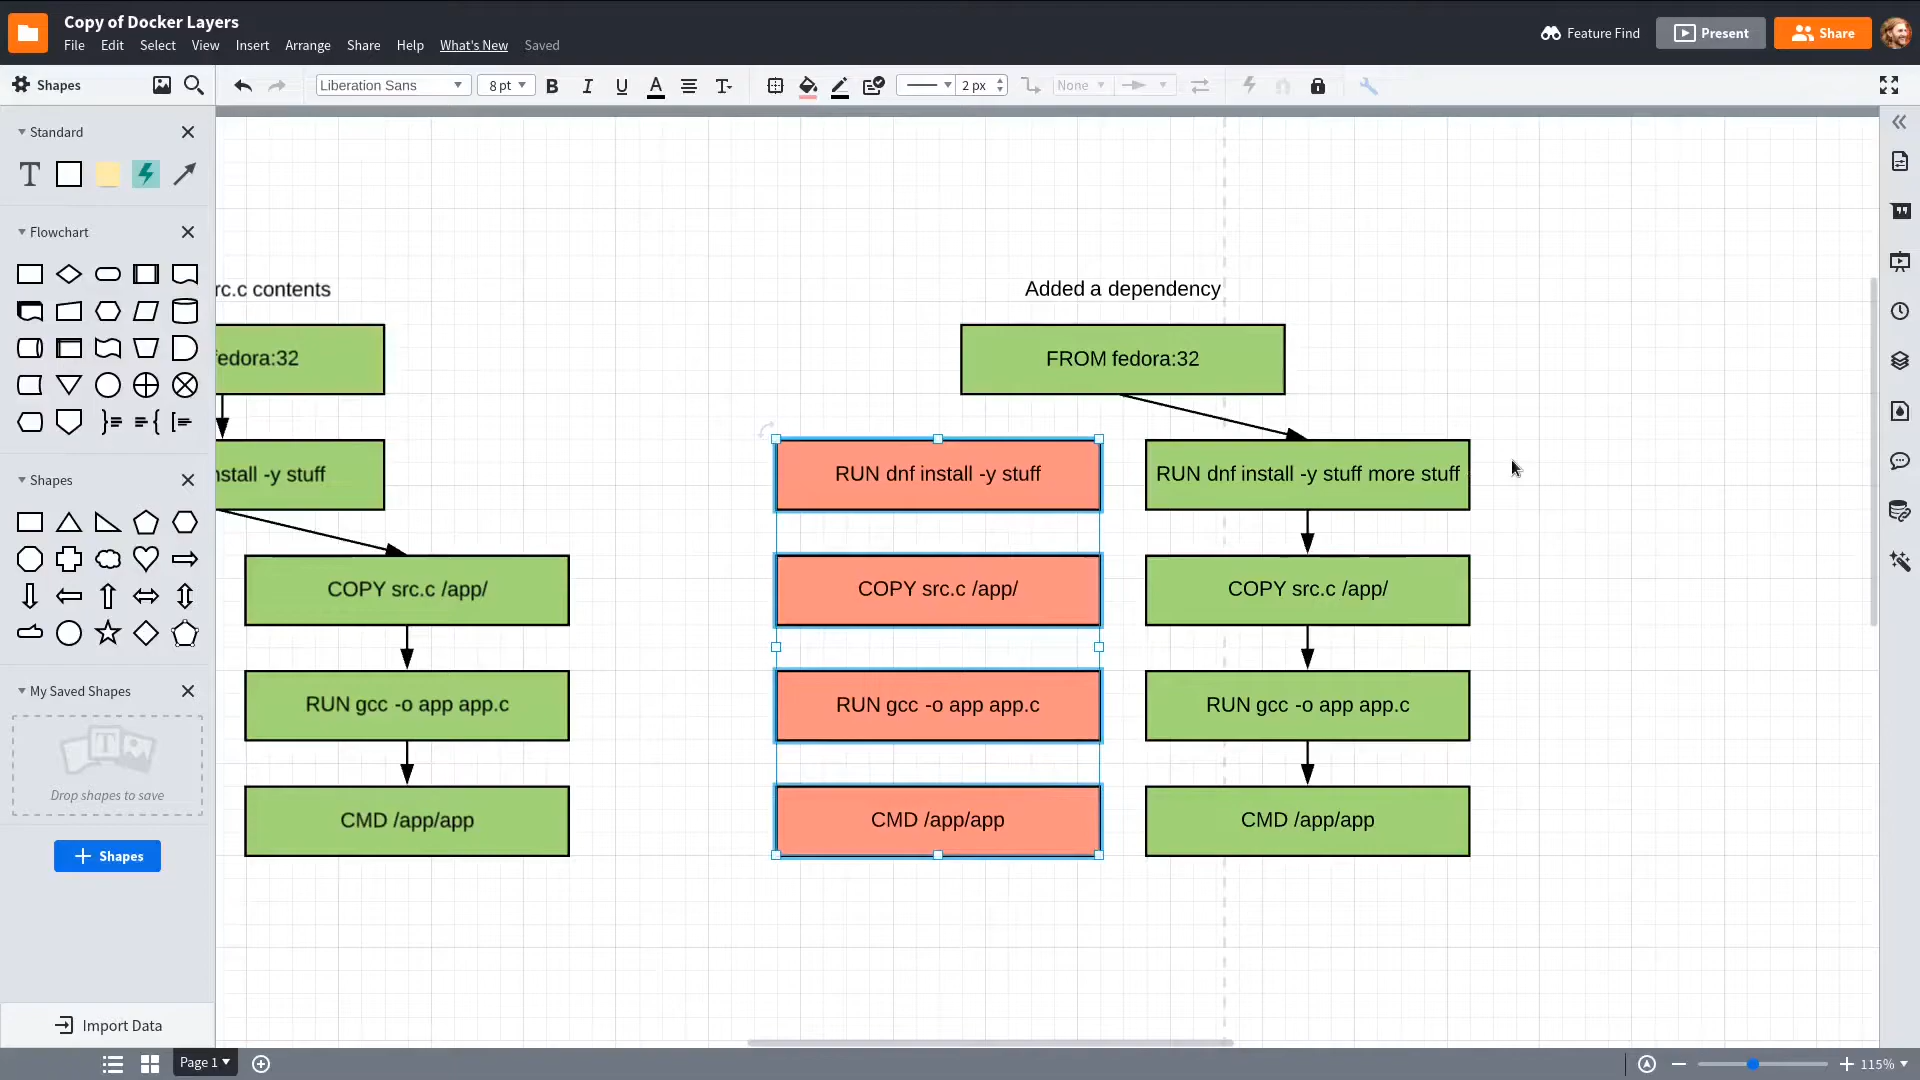 Copy of Docker Layers
File Edit Select View Insert Arrange Share Help What's New Saved
Feature Find
Present
Share
Shapes
Liberation Sans
8 pt
B I U A T
2 px
None
Standard
T
Flowchart
Shapes
My Saved Shapes
T
Drop shapes to save
Shapes
Import Data
rc.c contents
fedora:32
nstall -y stuff
COPY src.c /app/
RUN gcc -o app app.c
CMD /app/app
Added a dependency
FROM fedora:32
RUN dnf install -y stuff
COPY src.c /app/
RUN gcc -o app app.c
CMD /app/app
RUN dnf install -y stuff more stuff
COPY src.c /app/
RUN gcc -o app app.c
CMD /app/app
Page 1
115%